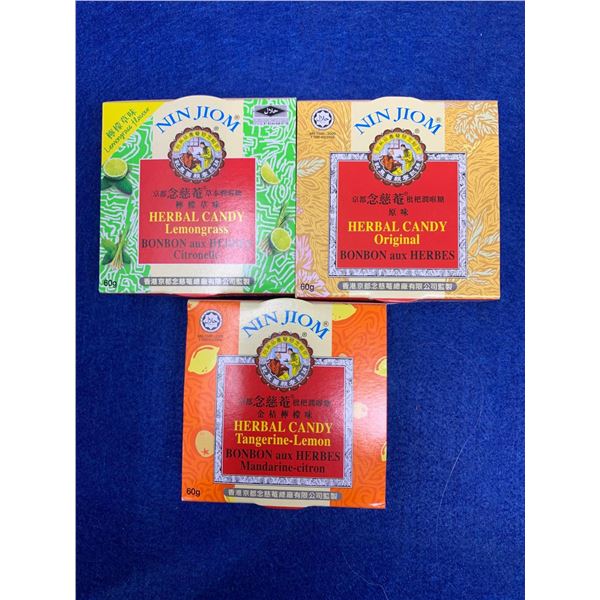 檸檬草味
Lemongrass Flavor
NIN JIOM®
京都念慈菴®草本潤喉糖
檸檬草味
HERBAL CANDY
Lemongrass
BONBON aux HERBES
Citronelle
60g
香港京都念慈菴總廠有限公司監製
NIN JIOM®
京都念慈菴®枇杷潤喉糖
原味
HERBAL CANDY
Original
BONBON aux HERBES
60g
香港京都念慈菴總廠有限公司監製
NIN JIOM®
京都念慈菴®枇杷潤喉糖
金桔檸檬味
HERBAL CANDY
Tangerine-Lemon
BONBON aux HERBES
Mandarine-citron
60g
香港京都念慈菴總廠有限公司監製